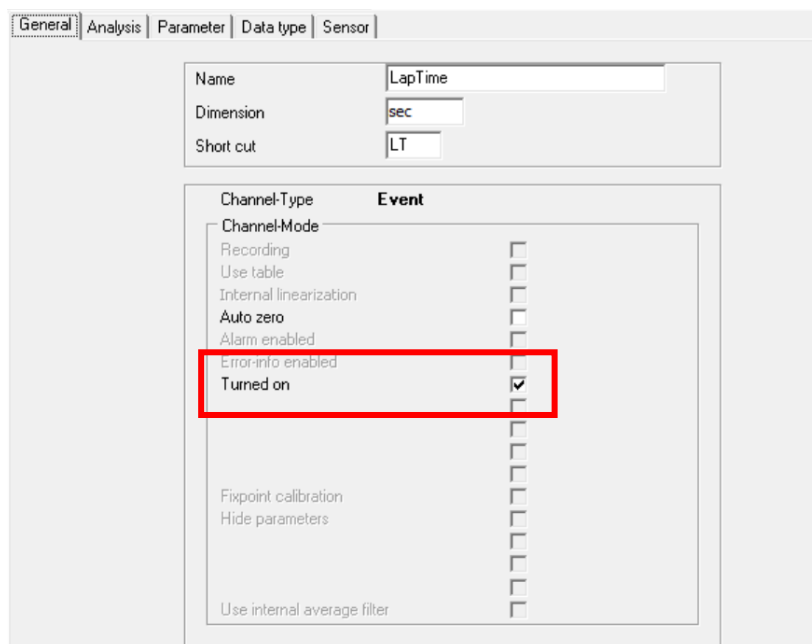 General Analysis Parameter Data type Sensor
Name LapTime
Dimension sec
Short cut LT
Channel-Type Event
Channel-Mode
Recording
Use table
Internal linearization
Auto zero
Alarm enabled
Error-info enabled
Turned on
Fixpoint calibration
Hide parameters
Use internal average filter